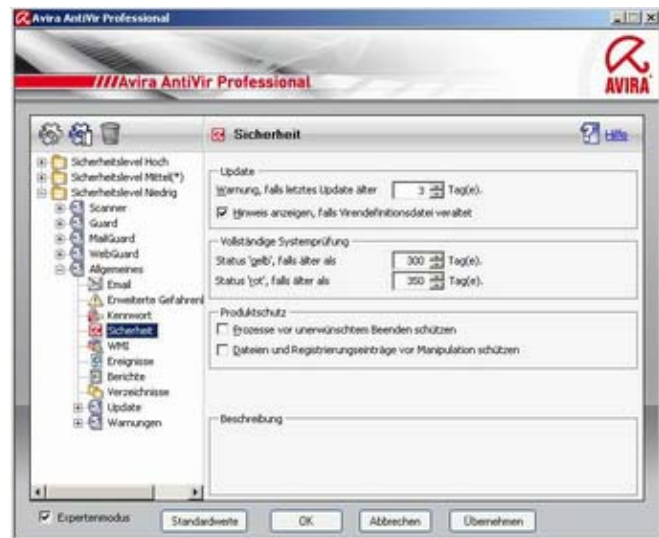 Avira AntiVir Professional
Avira AntiVir Professional
AVIRA
Sicherheit
Hilfe
Sicherheitslevel Hoch
Sicherheitslevel Mittel(*)
Sicherheitslevel Niedrig
Scanner
Guard
MailGuard
WebGuard
Allgemeines
Email
Erweiterte Gefahrenl
Kennwort
Sicherheit
WMI
Ereignisse
Berichte
Verzeichnisse
Update
Warnungen
Update
Warnung, falls letztes Update älter 3 Tag(e).
Hinweis anzeigen, falls Virendefinitionsdatei veraltet
Vollständige Systemprüfung
Status 'gelb', falls älter als 300 Tag(e).
Status 'rot', falls älter als 350 Tag(e).
Produktschutz
Prozesse vor unerwünschtem Beenden schützen
Dateien und Registrierungseinträge vor Manipulation schützen
Beschreibung
Expertenmodus
Standardwerte
OK
Abbrechen
Übernehmen